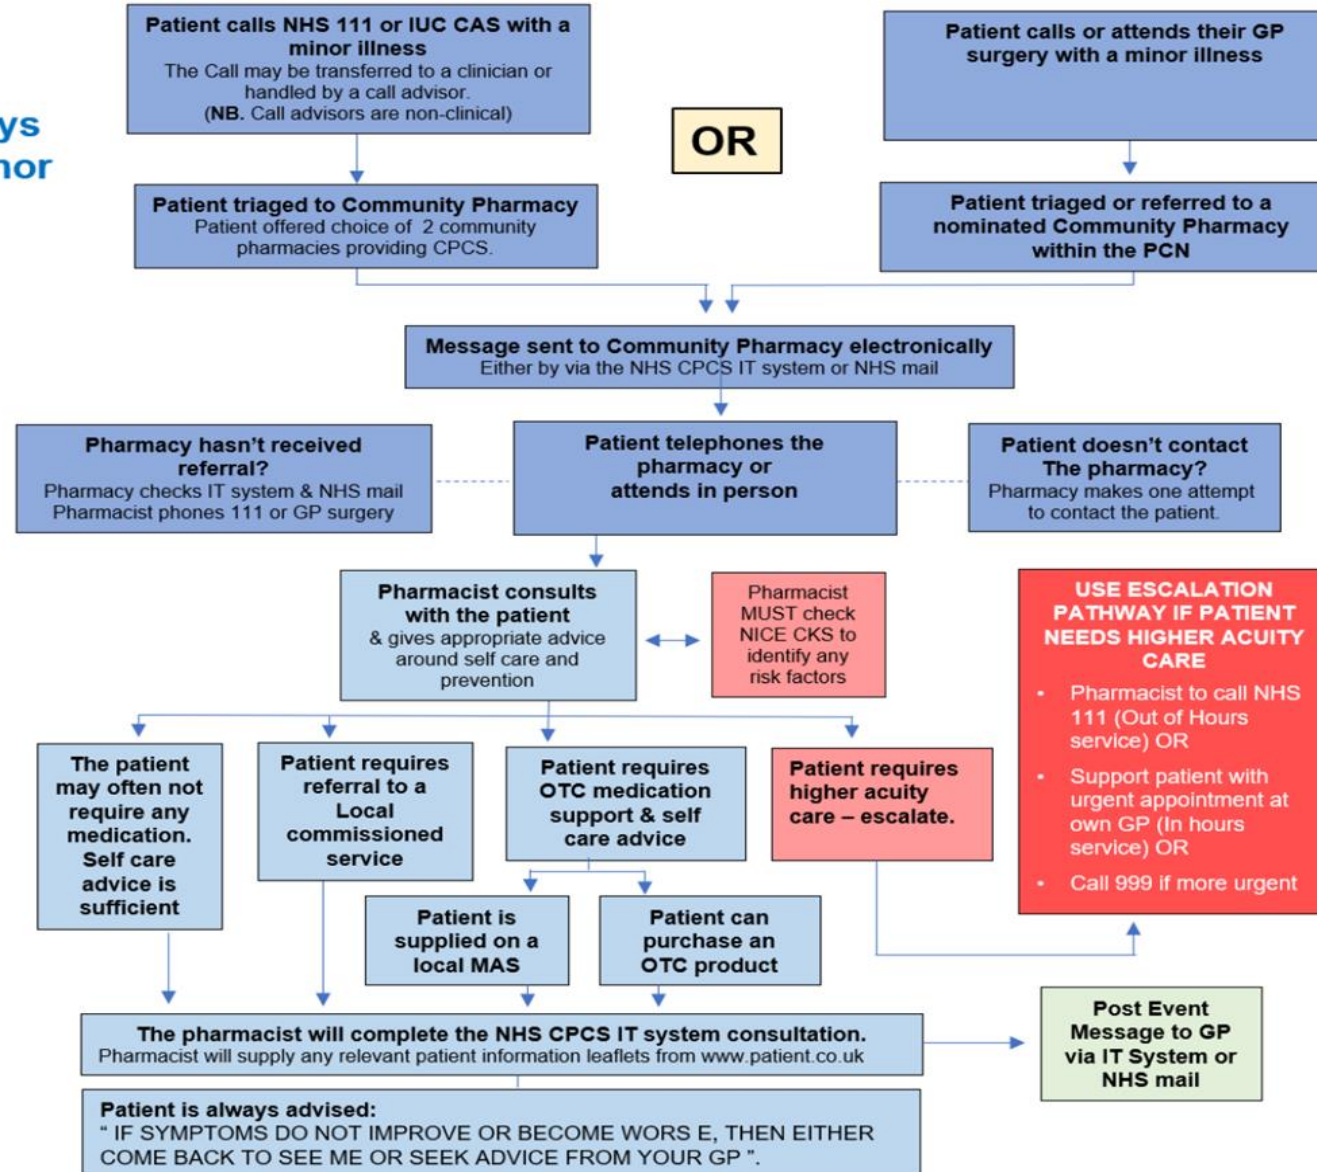 ys
nor
Patient calls NHS 111 or IUC CAS with a
minor illness
The Call may be transferred to a clinician or
handled by a call advisor.
(NB. Call advisors are non-clinical)
OR
Patient calls or attends their GP
surgery with a minor illness
Patient triaged to Community Pharmacy
Patient offered choice of 2 community
pharmacies providing CPCS.
Patient triaged or referred to a
nominated Community Pharmacy
within the PCN
Message sent to Community Pharmacy electronically
Either by via the NHS CPCS IT system or NHS mail
Pharmacy hasn't received
referral?
Pharmacy checks IT system & NHS mail
Pharmacist phones 111 or GP surgery
Patient telephones the
pharmacy or
attends in person
Patient doesn't contact
The pharmacy?
Pharmacy makes one attempt
to contact the patient.
Pharmacist consults
with the patient
& gives appropriate advice
around self care and
prevention
Pharmacist
MUST check
NICE CKS to
identify any
risk factors
USE ESCALATION
PATHWAY IF PATIENT
NEEDS HIGHER ACUITY
CARE
• Pharmacist to call NHS
111 (Out of Hours
service) OR
• Support patient with
urgent appointment at
own GP (In hours
service) OR
• Call 999 if more urgent
The patient
may often not
require any
medication.
Self care
advice is
sufficient
Patient requires
referral to a
Local
commissioned
service
Patient requires
OTC medication
support & self
care advice
Patient requires
higher acuity
care – escalate.
Patient is
supplied on a
local MAS
Patient can
purchase an
OTC product
The pharmacist will complete the NHS CPCS IT system consultation.
Pharmacist will supply any relevant patient information leaflets from www.patient.co.uk
Post Event
Message to GP
via IT System or
NHS mail
Patient is always advised:
" IF SYMPTOMS DO NOT IMPROVE OR BECOME WORS E, THEN EITHER
COME BACK TO SEE ME OR SEEK ADVICE FROM YOUR GP ".